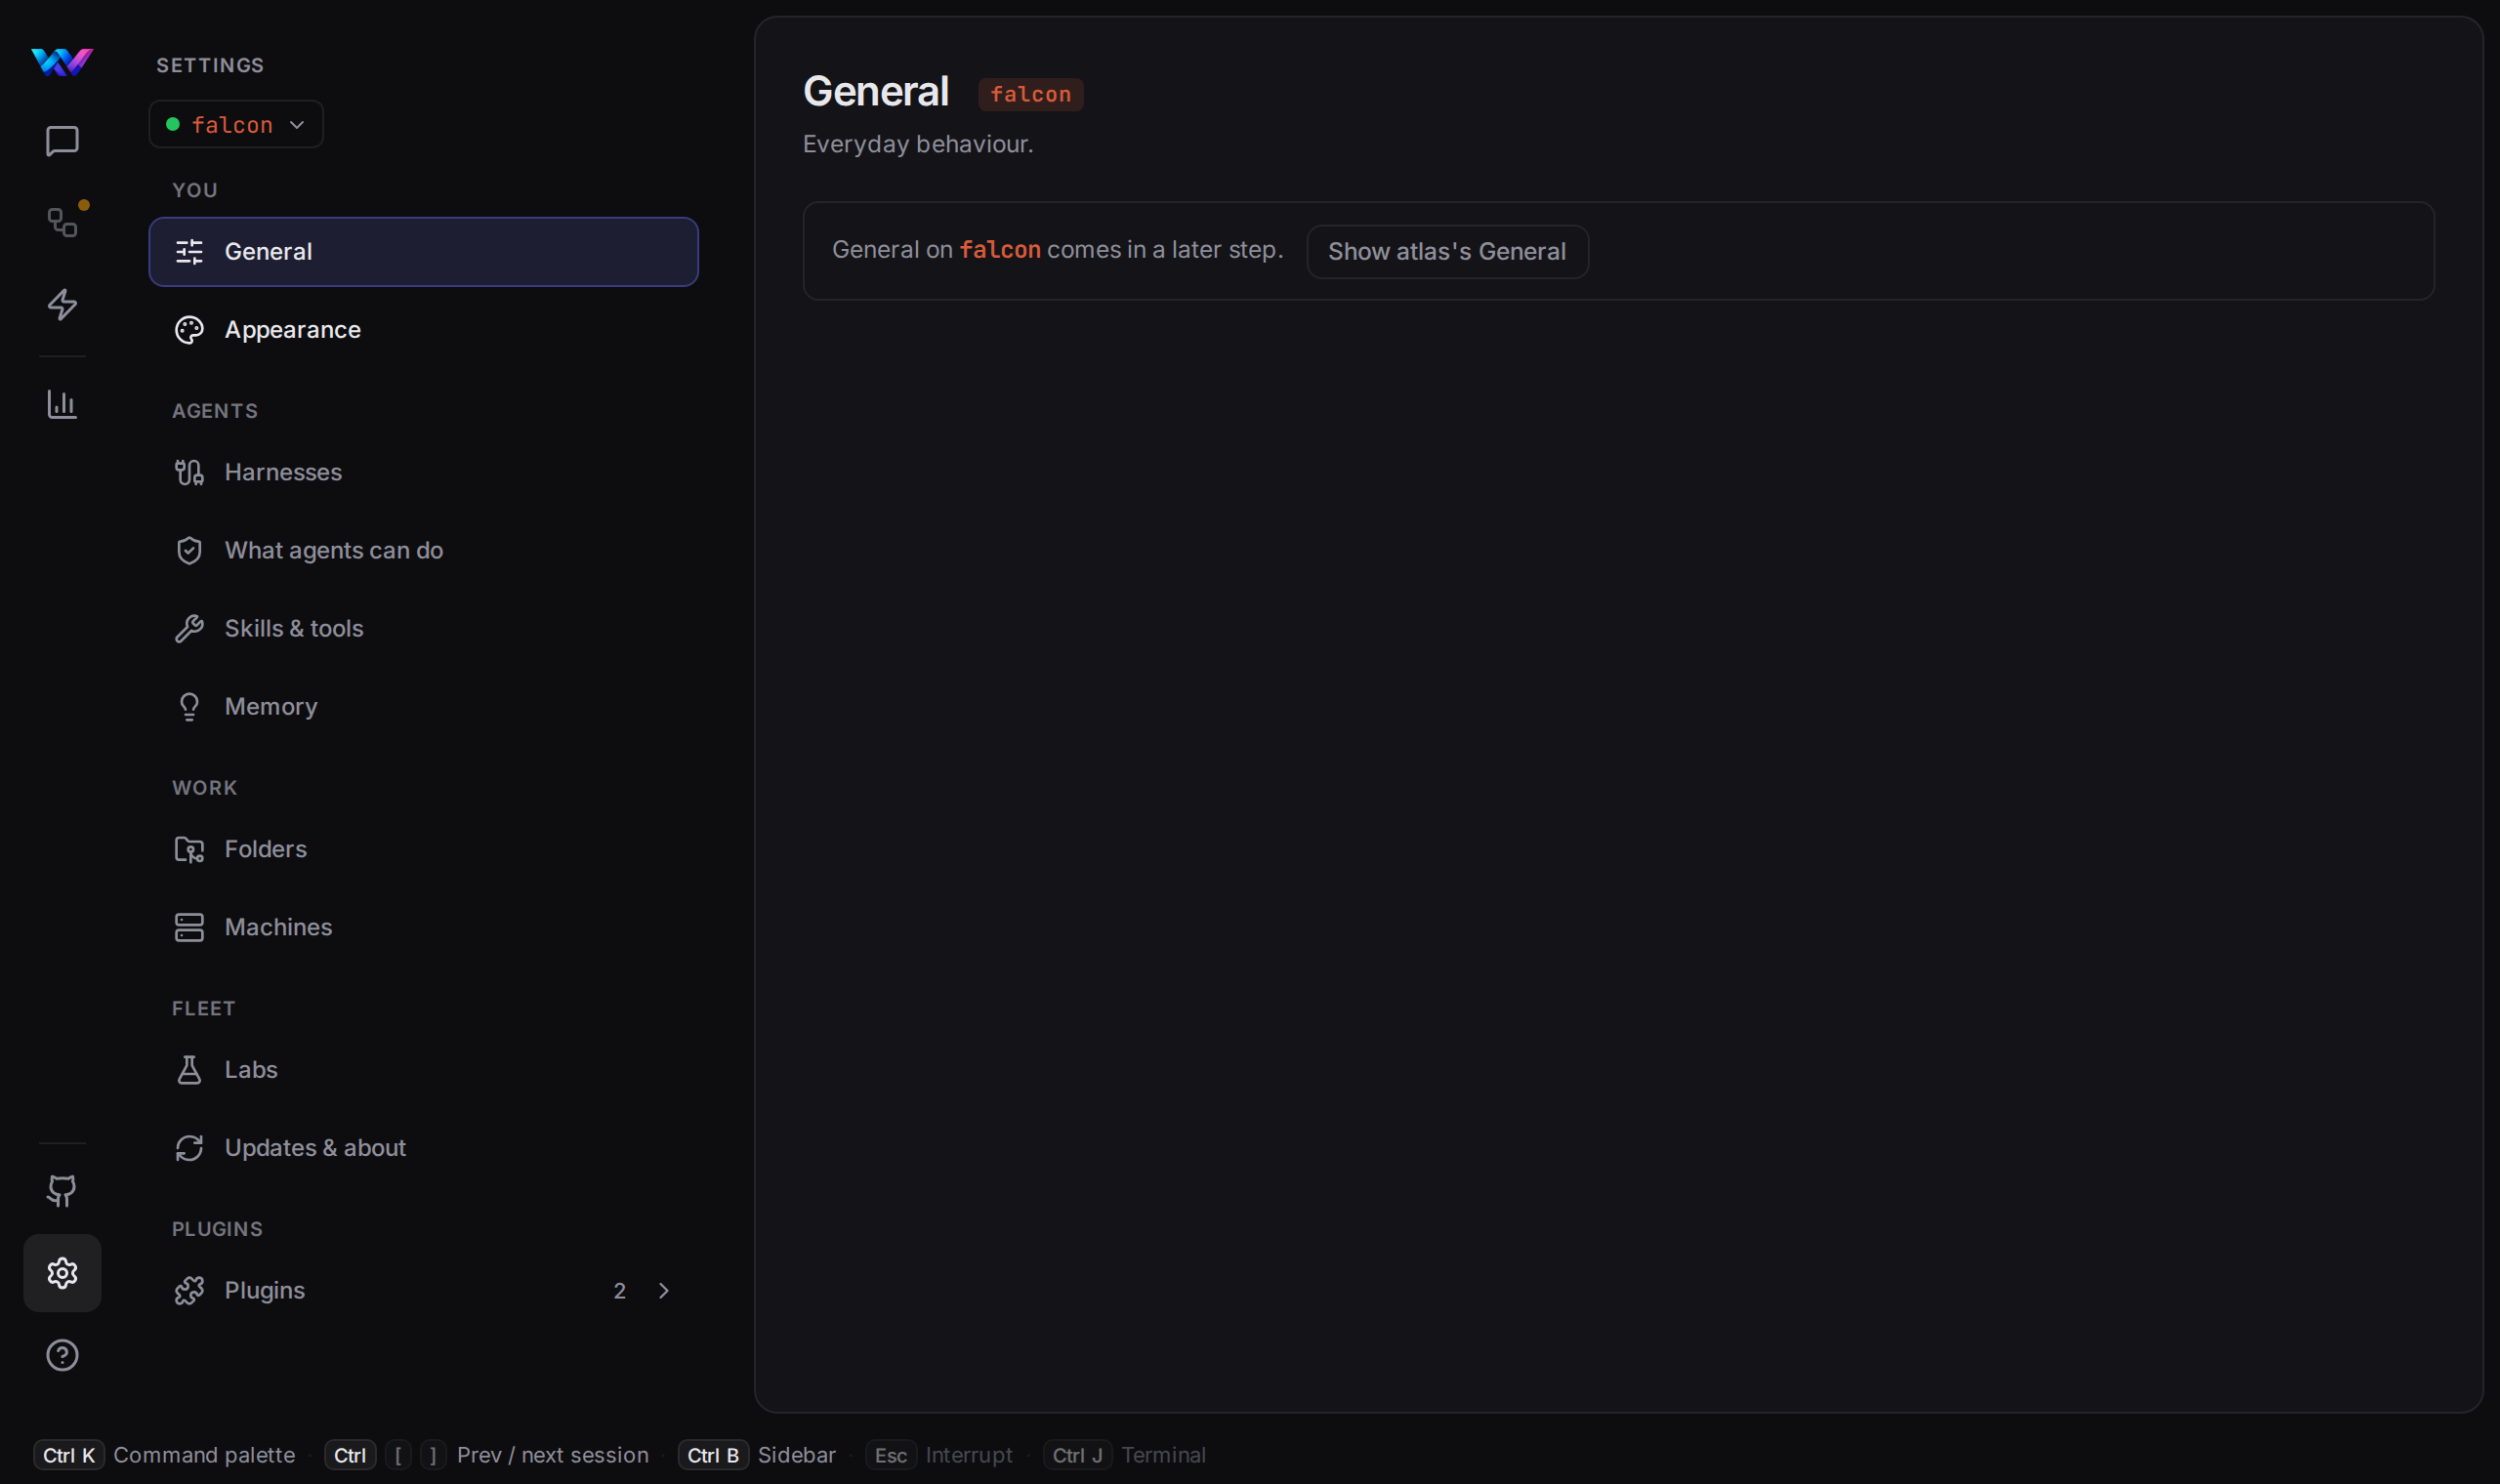 SETTINGS
falcon
YOU
General
Appearance
AGENTS
Harnesses
What agents can do
Skills & tools
Memory
WORK
Folders
Machines
FLEET
Labs
Updates & about
PLUGINS
Plugins 2
General falcon
Everyday behaviour.
General on falcon comes in a later step. Show atlas's General
Ctrl K Command palette · Ctrl [ ] Prev / next session · Ctrl B Sidebar · Esc Interrupt · Ctrl J Terminal